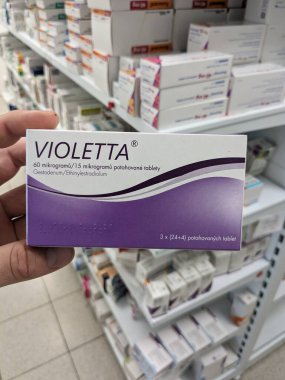 VIOLETTA®
60 mikrogramů/15 mikrogramů potahované tablety
Gestodenum/Ethinylestradiolum
3 x (24+4) potahovaných tablet